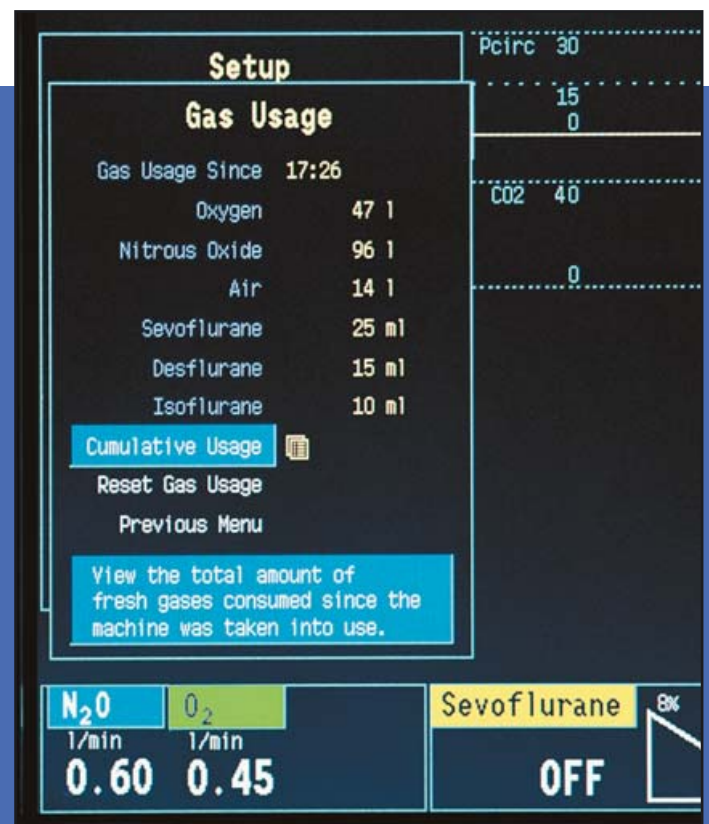 Setup
Gas Usage
Gas Usage Since 17:26
Oxygen 47 l
Nitrous Oxide 96 l
Air 14 l
Sevoflurane 25 ml
Desflurane 15 ml
Isoflurane 10 ml
Cumulative Usage
Reset Gas Usage
Previous Menu
View the total amount of
fresh gases consumed since the
machine was taken into use.
Pcirc 30
15
0
CO2 40
0
N₂O O₂
l/min l/min
0.60 0.45
Sevoflurane 8%
OFF